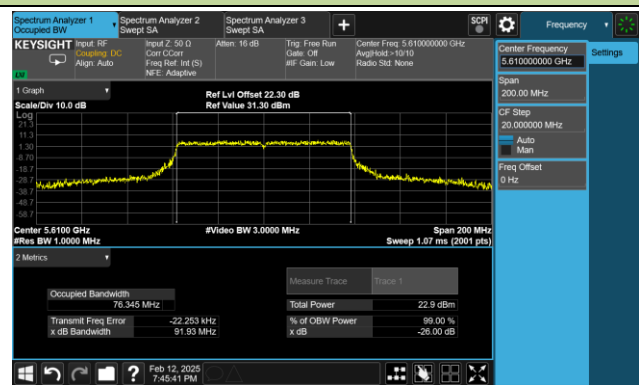 Spectrum Analyzer 1
Occupied BW
Spectrum Analyzer 2
Swept SA
Spectrum Analyzer 3
Swept SA
+
SCPI
Frequency
KEYSIGHT
Input: RF
Coupling: DC
Align: Auto
Input Z: 50 Ω
Corr CCorr
Freq Ref: Int (S)
NFE: Adaptive
Atten: 16 dB
Trig: Free Run
Gate: Off
#IF Gain: Low
Center Freq: 5.610000000 GHz
Avg|Hold:>10/10
Radio Std: None
LW
Center Frequency
5.610000000 GHz
Settings
Span
200.00 MHz
CF Step
20.000000 MHz
Auto
Man
Freq Offset
0 Hz
1 Graph
Scale/Div 10.0 dB
Ref Lvl Offset 22.30 dB
Ref Value 31.30 dBm
Log
21.3
11.3
1.30
-8.70
-18.7
-28.7
-38.7
-48.7
-58.7
Center 5.6100 GHz
#Video BW 3.0000 MHz
Span 200 MHz
#Res BW 1.0000 MHz
Sweep 1.07 ms (2001 pts)
2 Metrics
Measure Trace
Trace 1
Occupied Bandwidth
76.345 MHz
Total Power
22.9 dBm
Transmit Freq Error
-22.253 kHz
% of OBW Power
99.00 %
x dB Bandwidth
91.93 MHz
x dB
-26.00 dB
?
Feb 12, 2025
7:45:41 PM